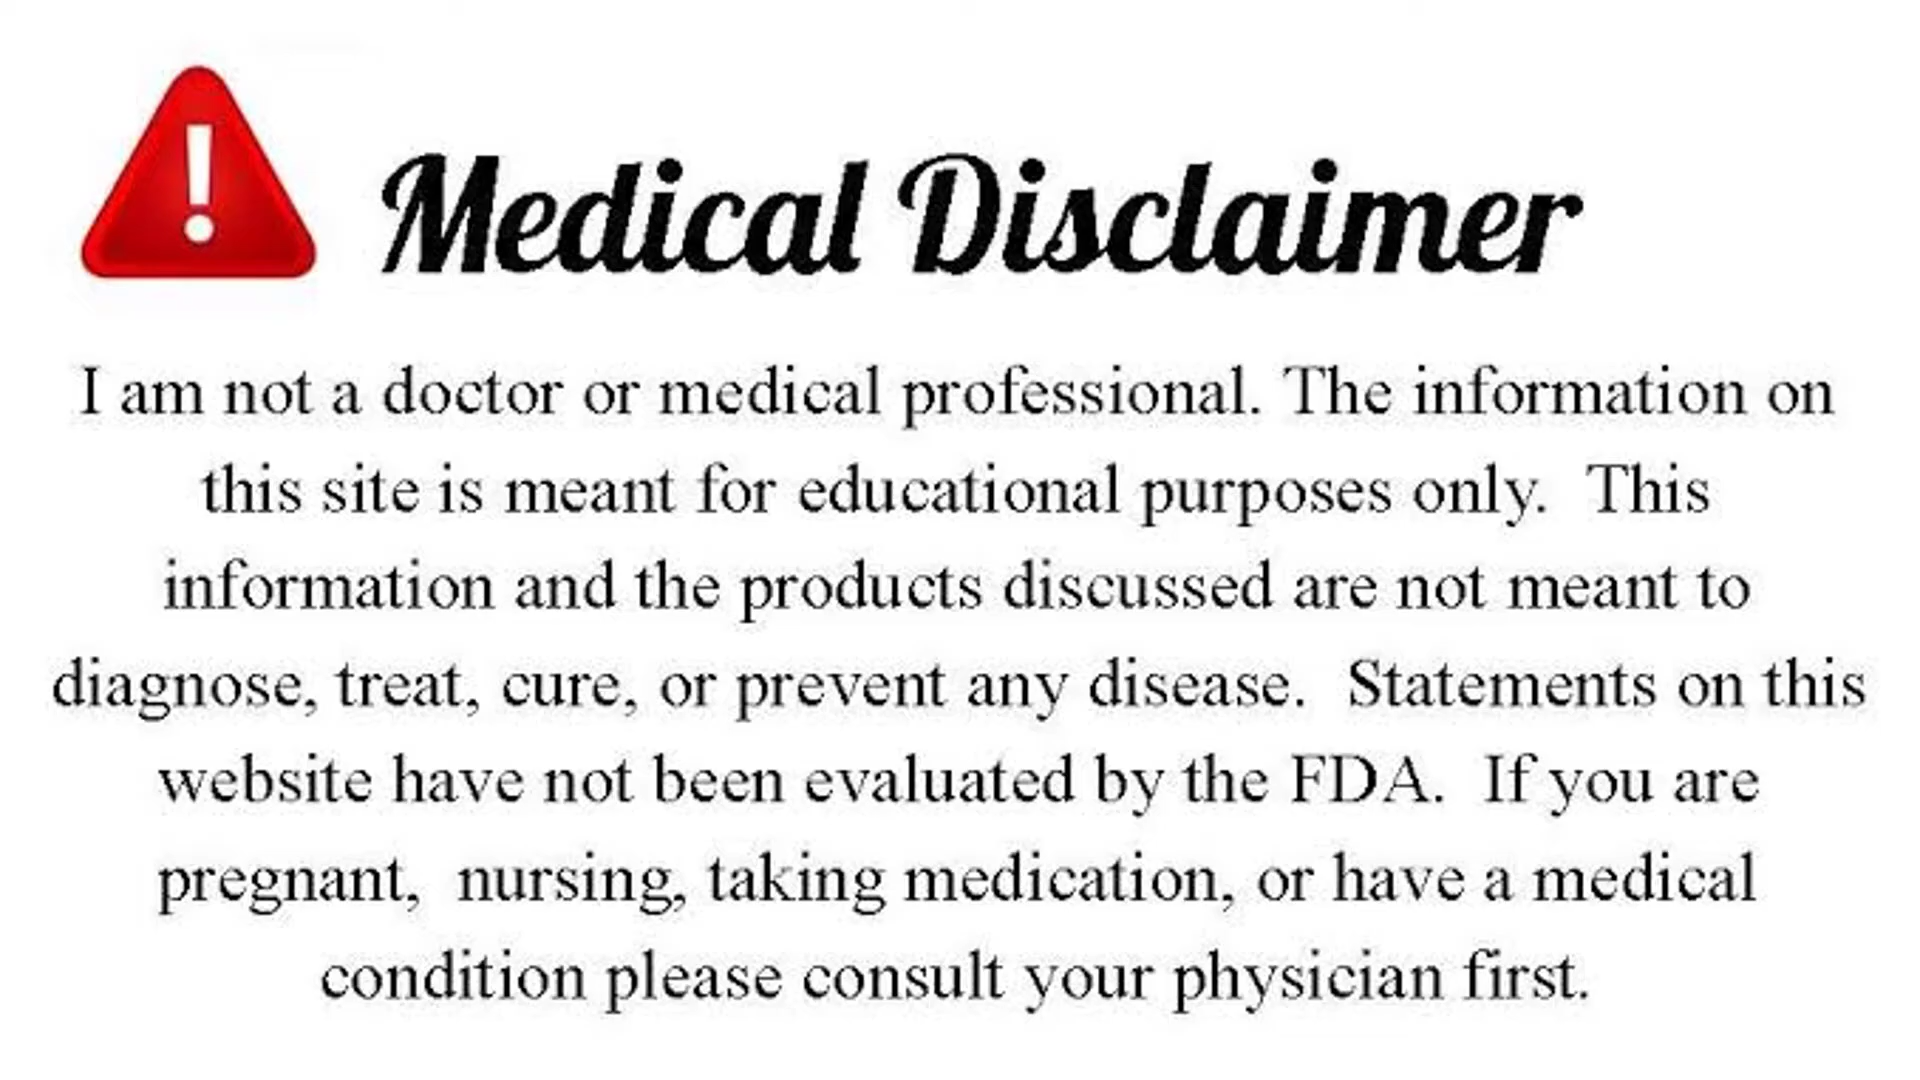 Medical Disclaimer
I am not a doctor or medical professional. The information on
this site is meant for educational purposes only.  This
information and the products discussed are not meant to
diagnose, treat, cure, or prevent any disease.  Statements on this
website have not been evaluated by the FDA.  If you are
pregnant,  nursing, taking medication, or have a medical
condition please consult your physician first.